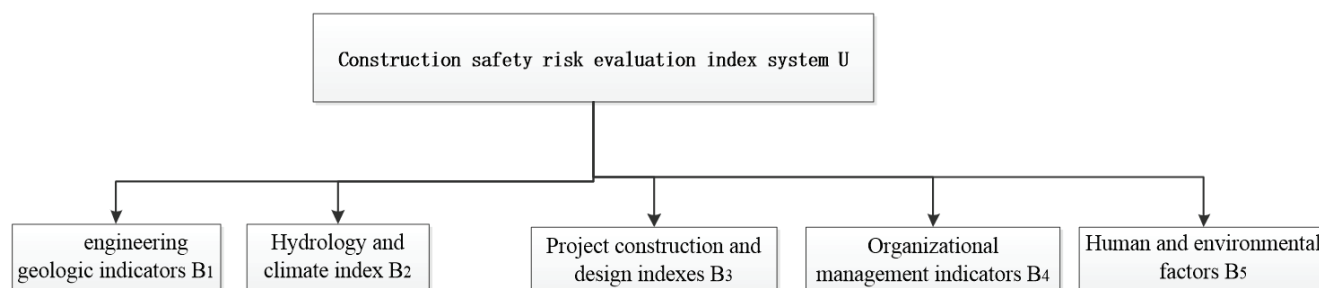 Construction safety risk evaluation index system U
engineering
geologic indicators B1
Hydrology and
climate index B2
Project construction and
design indexes B3
Organizational
management indicators B4
Human and environmental
factors B5